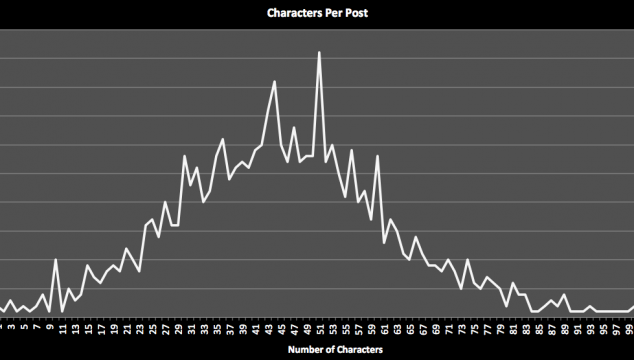 Characters Per Post
3 5 7 9 11 13 15 17 19 21 23 25 27 29 31 33 35 37 39 41 43 45 47 49 51 53 55 57 59 61 63 65 67 69 71 73 75 77 79 81 83 85 87 89 91 93 95 97 99
Number of Characters